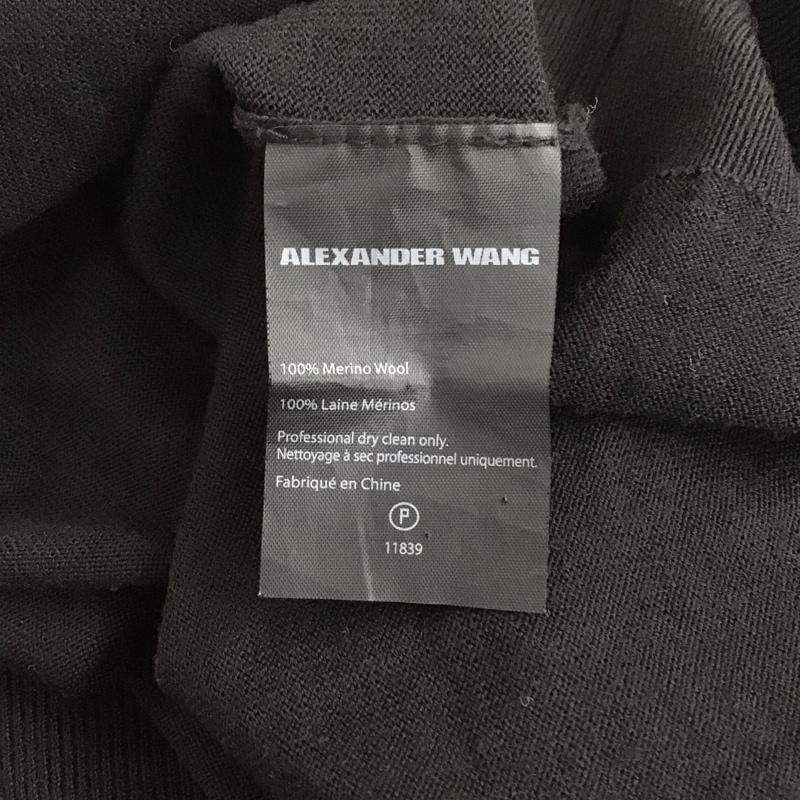 ALEXANDER WANG
100% Merino Wool
100% Laine Mérinos
Professional dry clean only.
Nettoyage à sec professionnel uniquement.
Fabriqué en Chine
P
11839